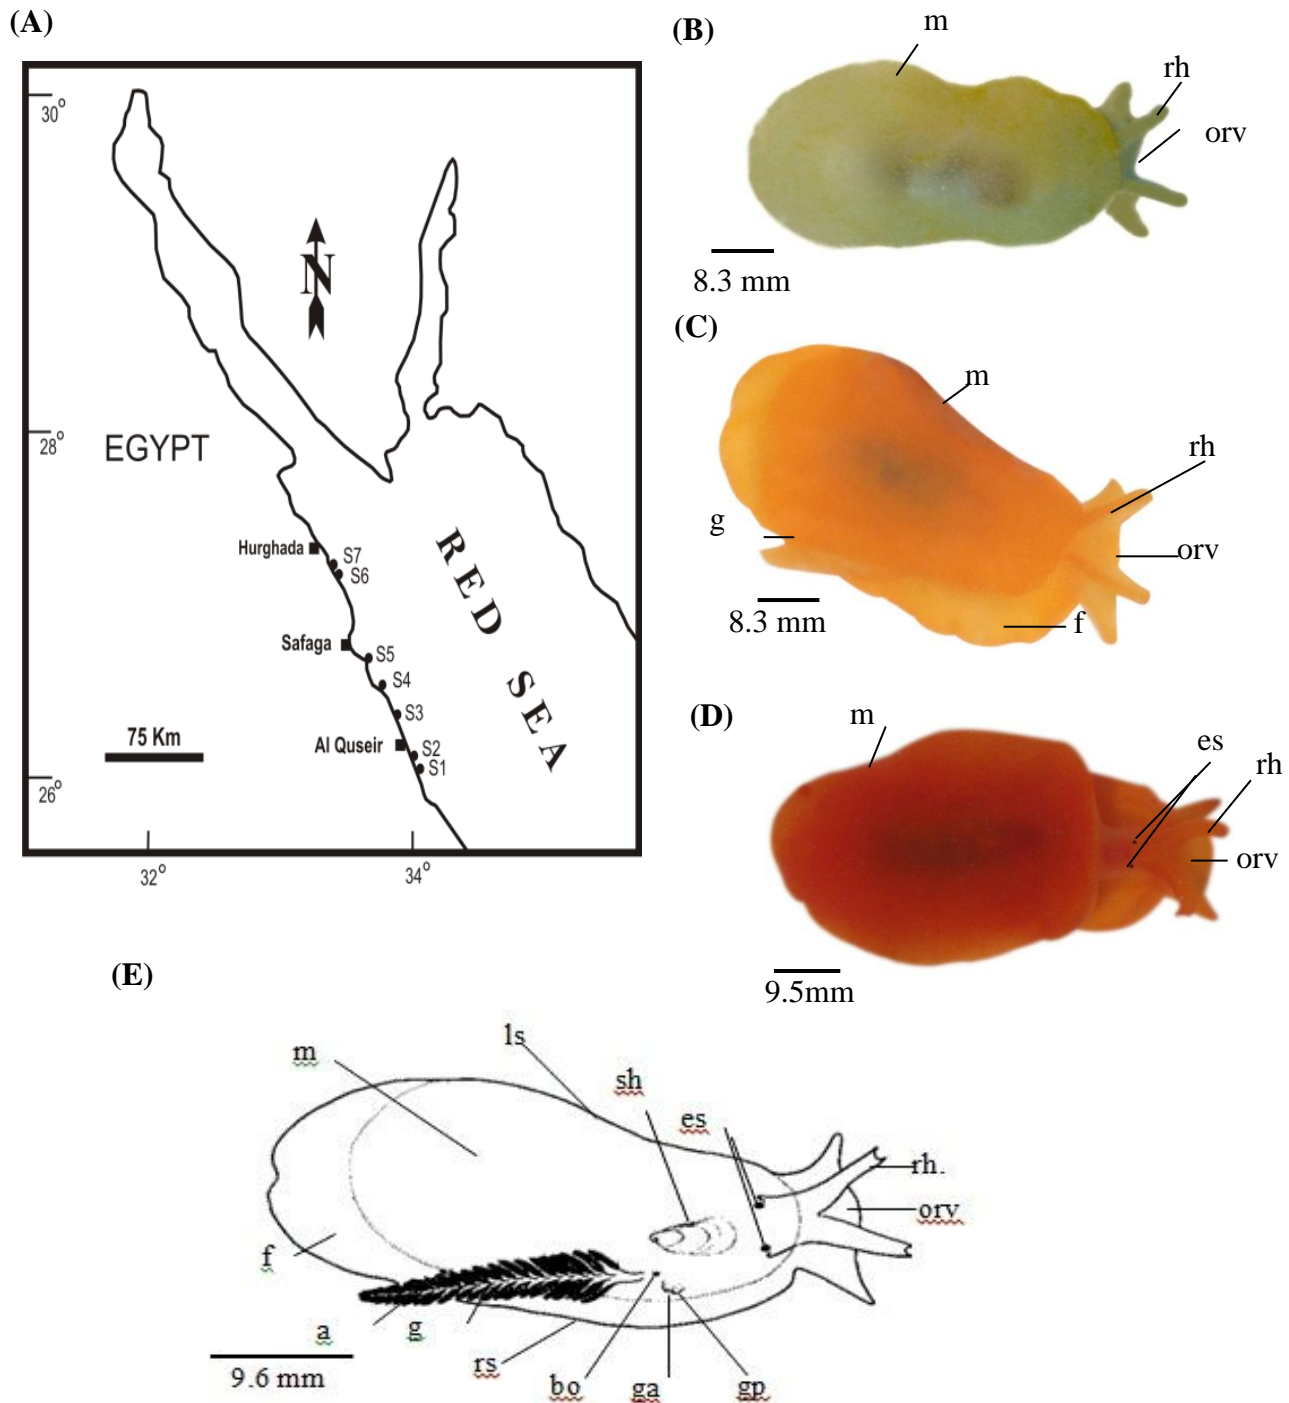 (A)
30°
28°
26°
32°
34°
N
EGYPT
RED SEA
Hurghada
S7
S6
Safaga
S5
S4
S3
Al Quseir
S2
S1
75 Km
(B)
m
rh
orv
8.3 mm
(C)
m
rh
g
orv
f
8.3 mm
(D)
m
es
rh
orv
9.5mm
(E)
ls
m
sh
es
rh.
orv
f
a
g
rs
bo
ga
gp
9.6 mm